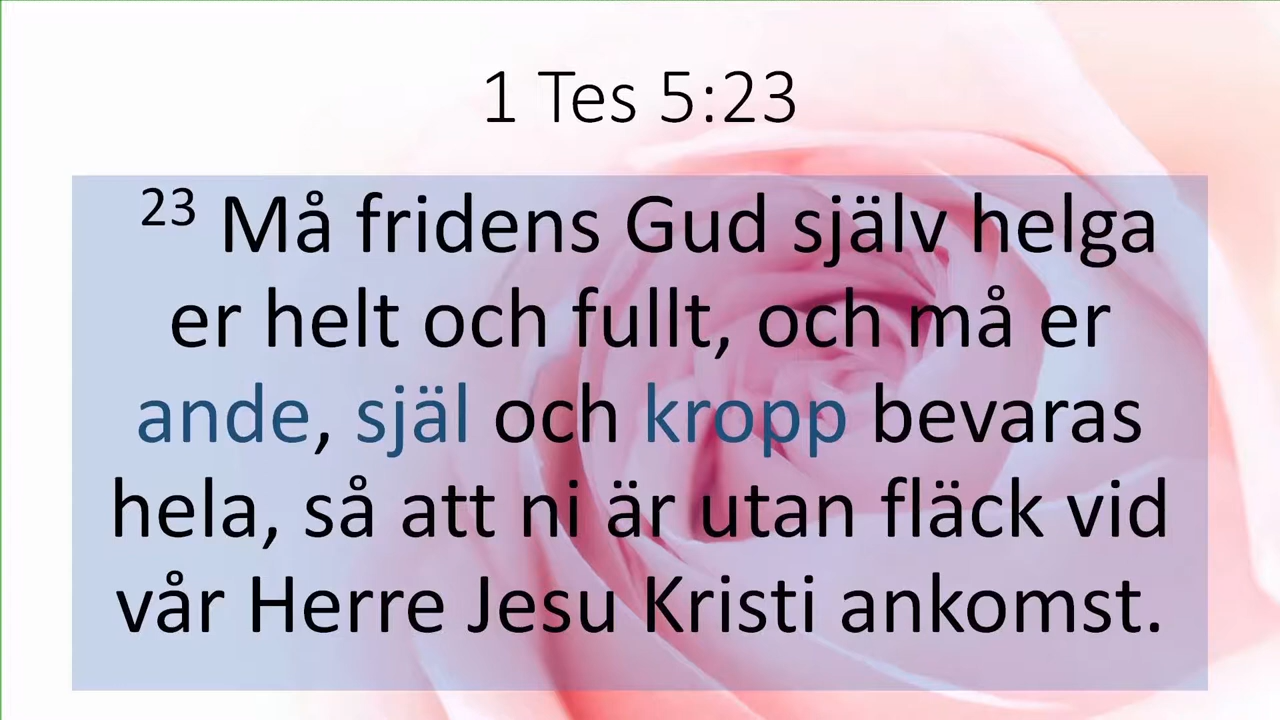 1 Tes 5:23
23 Må fridens Gud själv helga
er helt och fullt, och må er
ande, själ och kropp bevaras
hela, så att ni är utan fläck vid
vår Herre Jesu Kristi ankomst.